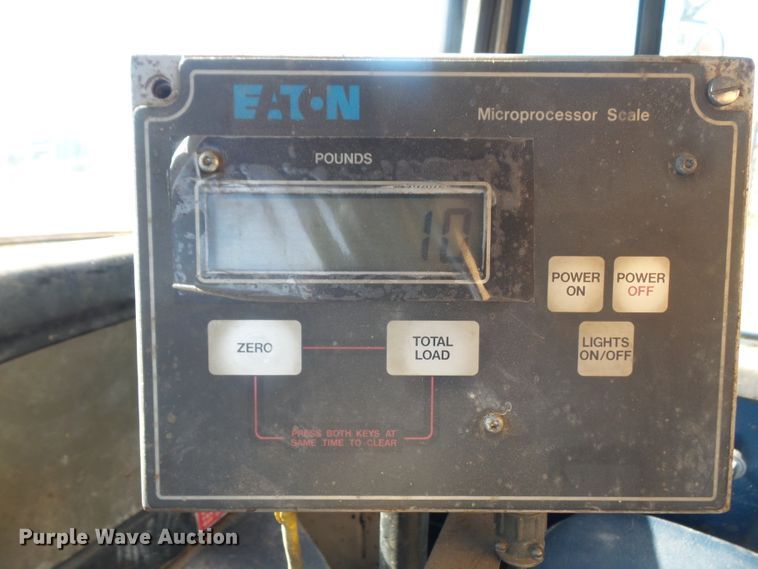 EATON
Microprocessor Scale
POUNDS
10
POWER ON
POWER OFF
ZERO
TOTAL LOAD
LIGHTS ON/OFF
PRESS BOTH KEYS AT
SAME TIME TO CLEAR
Purple Wave Auction